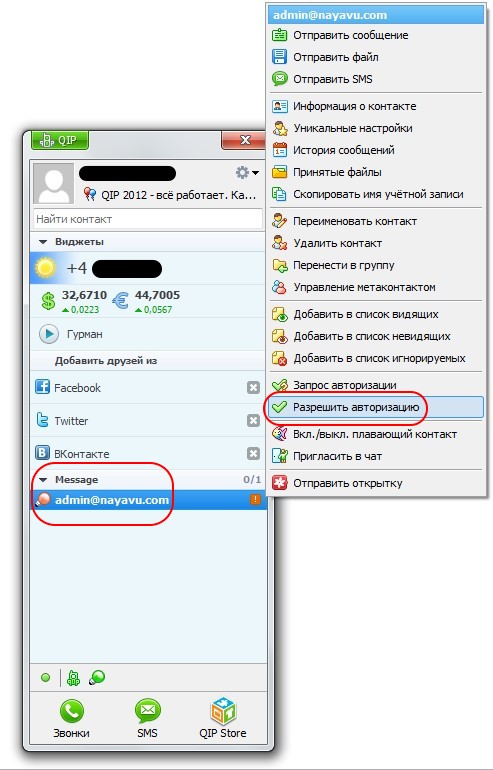 admin@nayavu.com
Отправить сообщение
Отправить файл
Отправить SMS
Информация о контакте
Уникальные настройки
История сообщений
Принятые файлы
Скопировать имя учётной записи
Переименовать контакт
Удалить контакт
Перенести в группу
Управление метаконтактом
Добавить в список видящих
Добавить в список невидящих
Добавить в список игнорируемых
Запрос авторизации
Разрешить авторизацию
Вкл./выкл. плавающий контакт
Пригласить в чат
Отправить открытку
QIP
QIP 2012 - всё работает. Ка...
Найти контакт
Виджеты
+4
$ 32,6710 € 44,7005
0,0223 0,0567
Гурман
Добавить друзей из
Facebook
Twitter
ВКонтакте
Message 0/1
admin@nayavu.com
Звонки SMS QIP Store